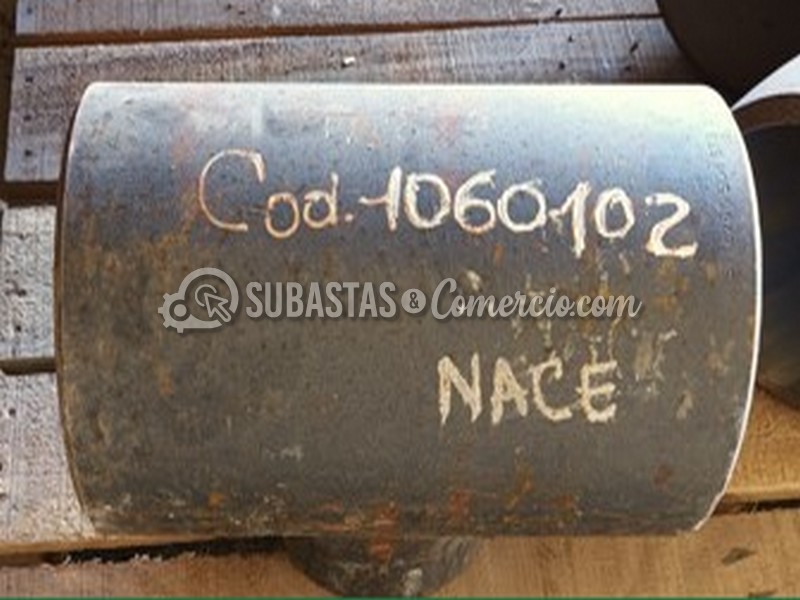 Cod. 1060102
SUBASTAS & Comercio.com
NACE